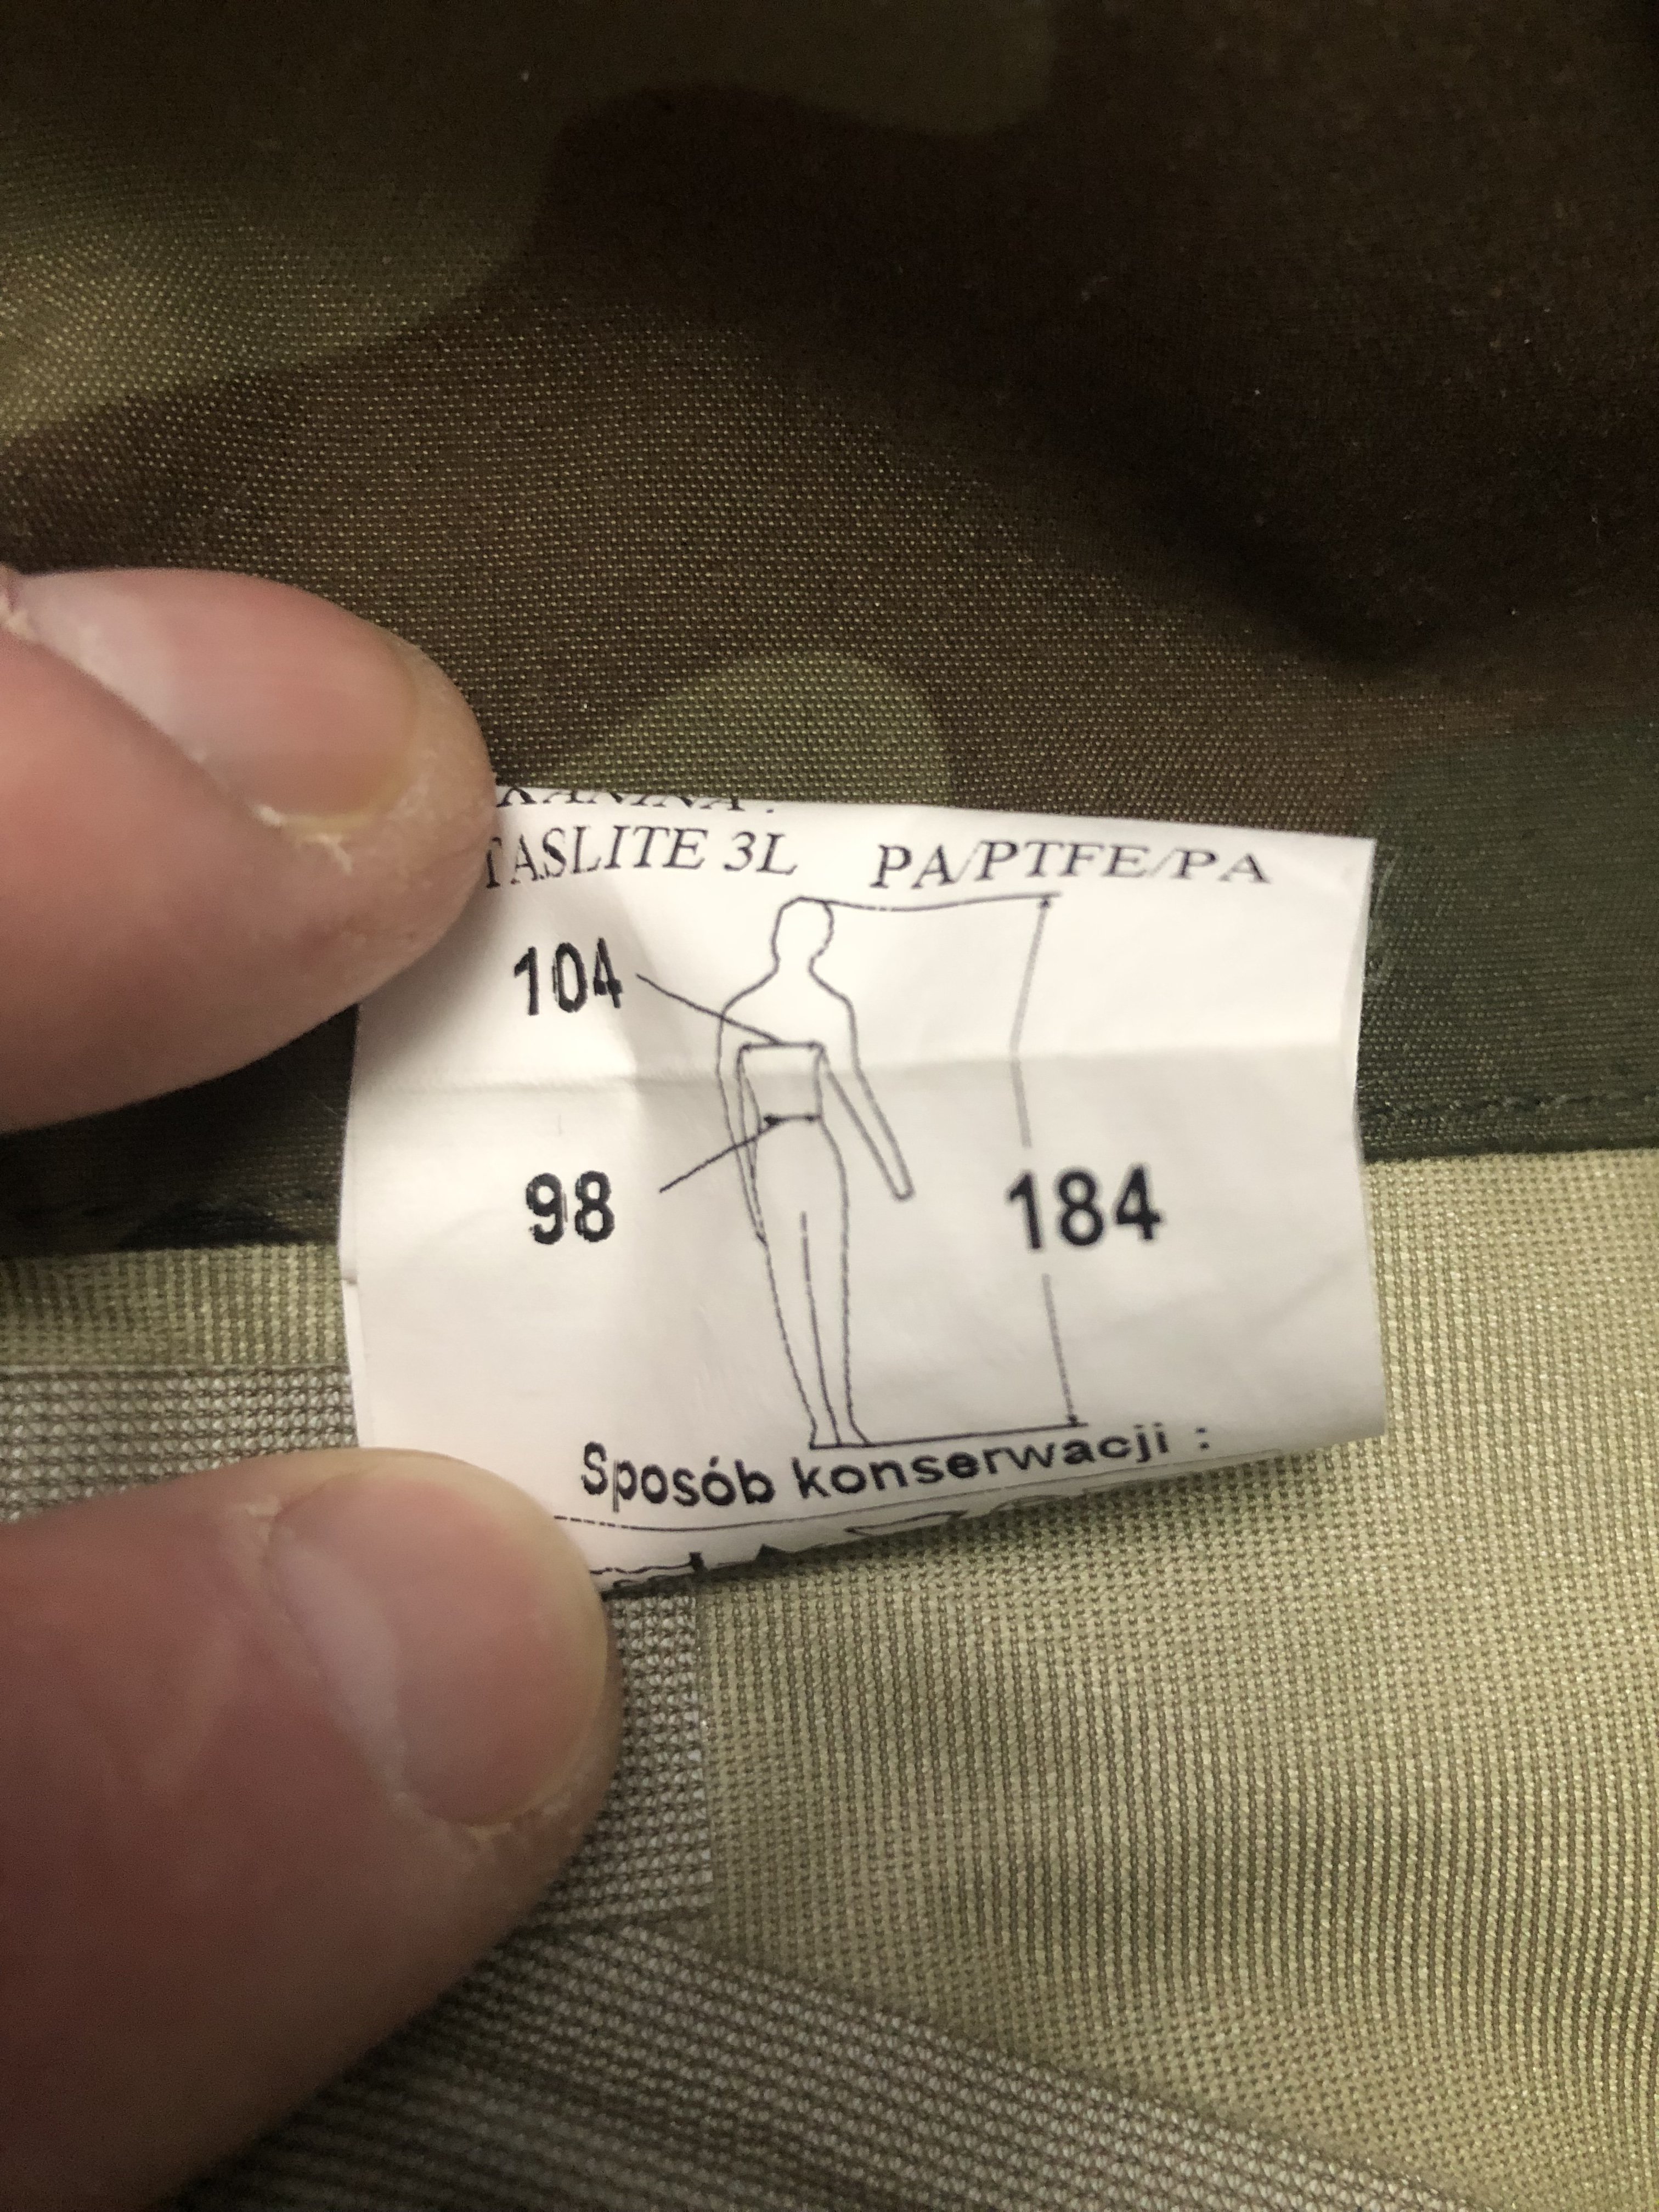 TASLITE 3L PA/PTFE/PA
104
98
184
Sposób konserwacji :